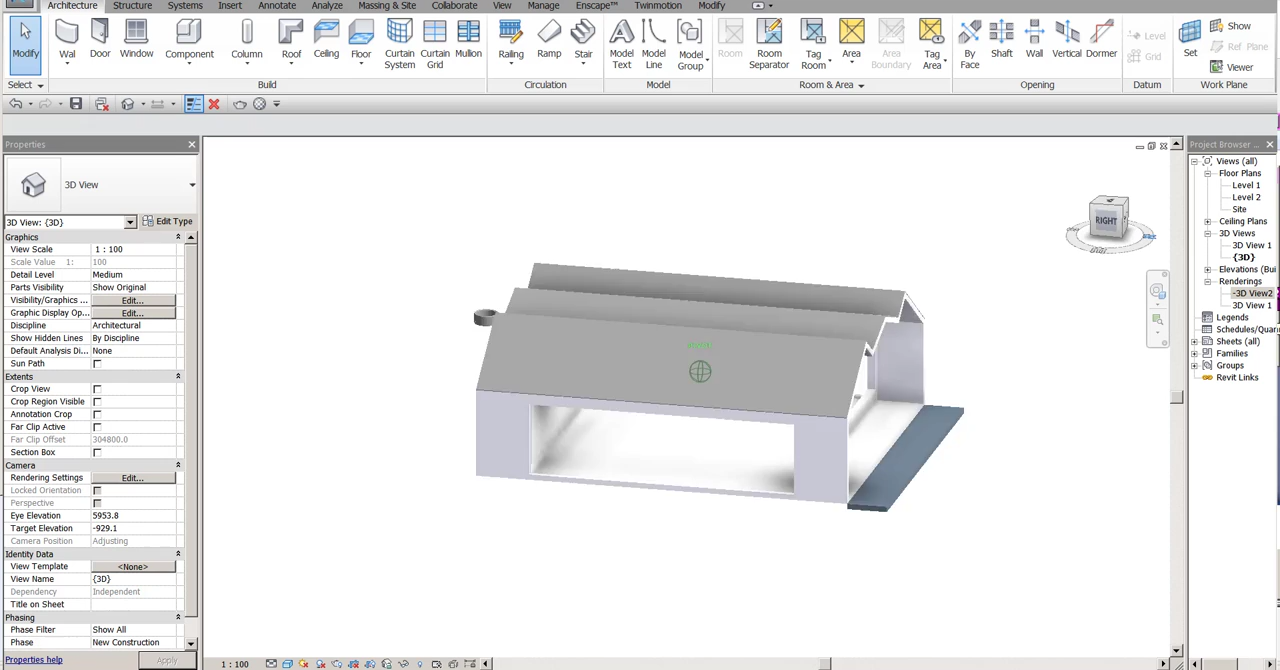 Architecture Structure Systems Insert Annotate Analyze Massing & Site Collaborate View Manage Enscape™ Twinmotion Modify
Modify Wall Door Window Component Column Roof Ceiling Floor Curtain System Curtain Grid Mullion Railing Ramp Stair Model Text Model Line Model Group Room Room Separator Tag Room Area Area Boundary Tag Area By Face Shaft Wall Vertical Dormer Level Grid Set Show Ref Plane Viewer
Select Build Circulation Model Room & Area Opening Datum Work Plane
Properties
3D View
3D View: {3D} Edit Type
Graphics
View Scale 1 : 100
Scale Value 1: 100
Detail Level Medium
Parts Visibility Show Original
Visibility/Graphics ... Edit...
Graphic Display Op... Edit...
Discipline Architectural
Show Hidden Lines By Discipline
Default Analysis Di... None
Sun Path
Extents
Crop View
Crop Region Visible
Annotation Crop
Far Clip Active
Far Clip Offset 304800.0
Section Box
Camera
Rendering Settings Edit...
Locked Orientation
Perspective
Eye Elevation 5953.8
Target Elevation -929.1
Camera Position Adjusting
Identity Data
View Template <None>
View Name {3D}
Dependency Independent
Title on Sheet
Phasing
Phase Filter Show All
Phase New Construction
Properties help Apply
1 : 100
RIGHT
Project Browser ...
Views (all)
Floor Plans
Level 1
Level 2
Site
Ceiling Plans
3D Views
3D View 1
{3D}
Elevations (Bui
Renderings
-3D View2
3D View 1
Legends
Schedules/Quan
Sheets (all)
Families
Groups
Revit Links